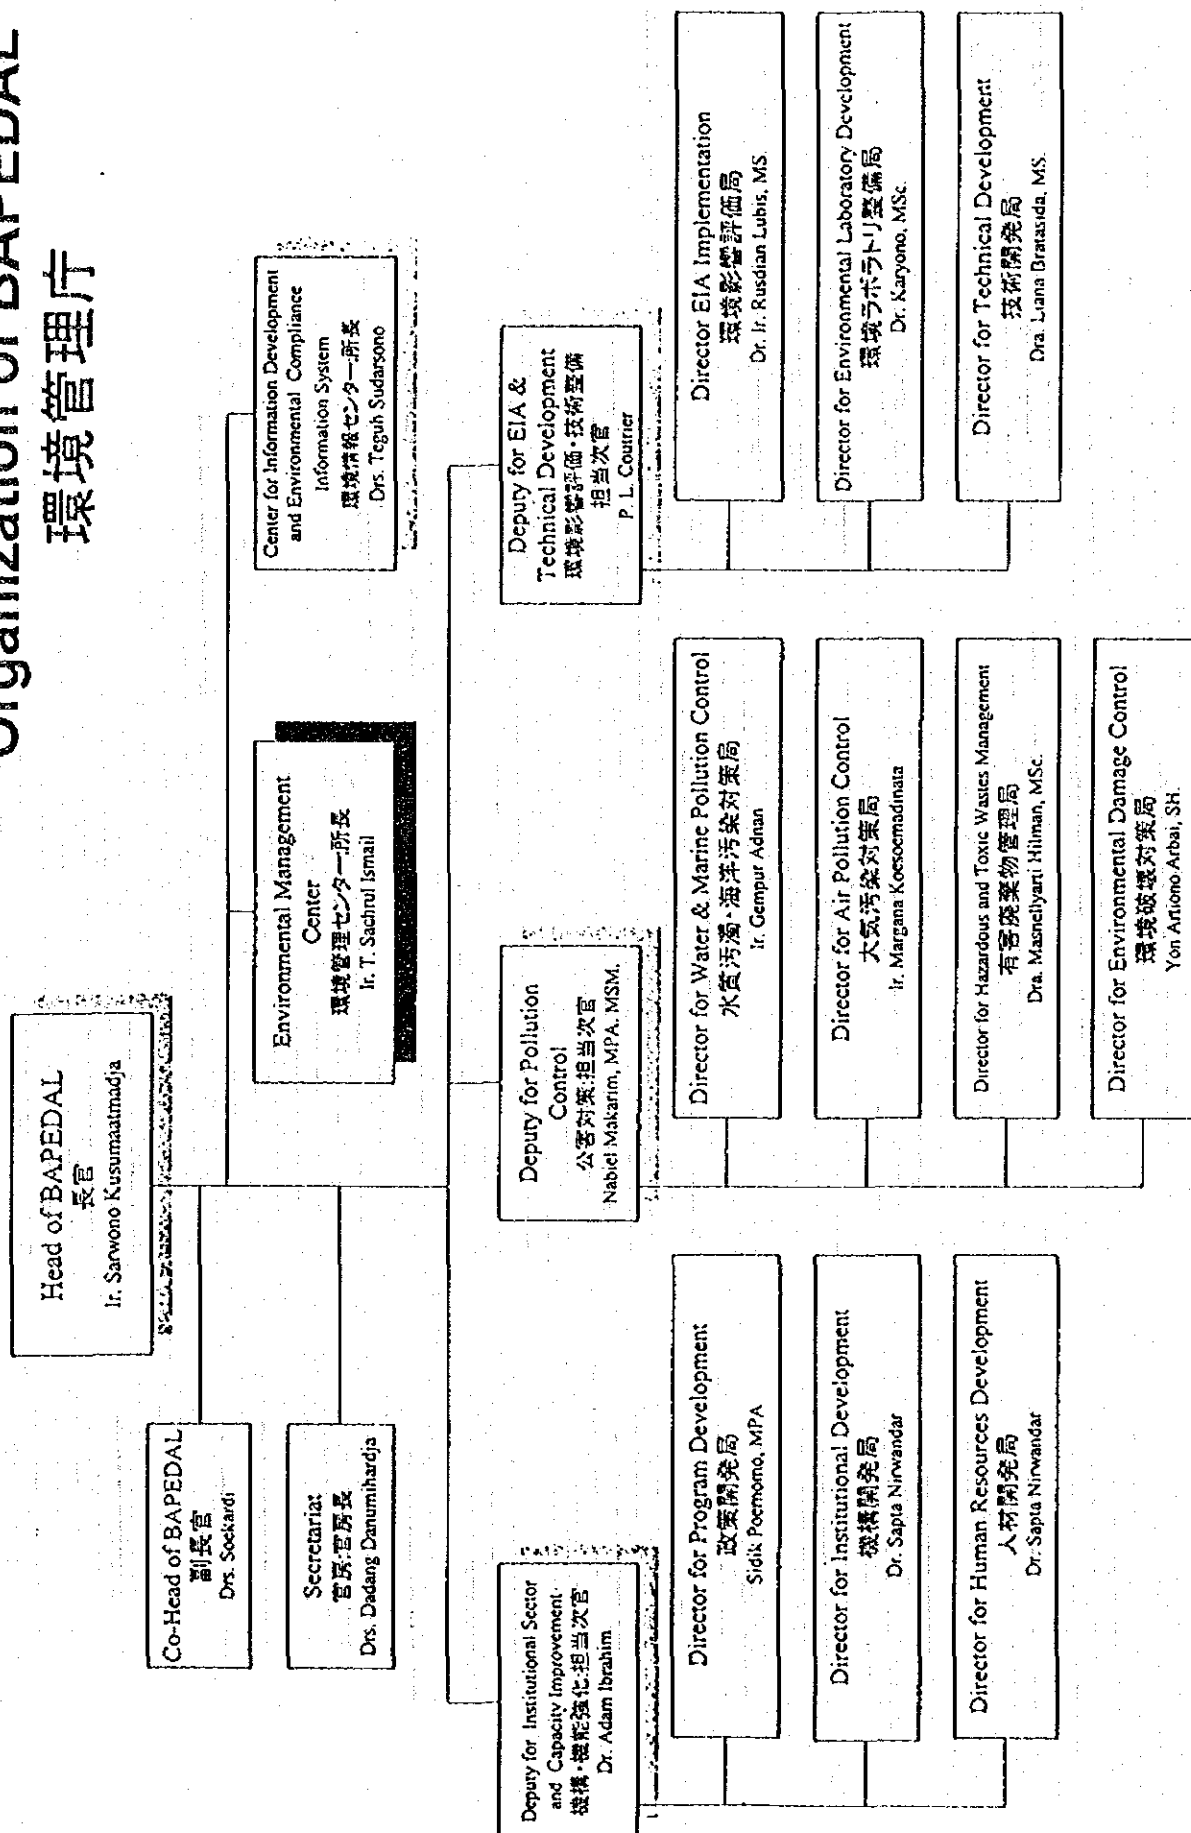 Organization of BAPEDAL
環境管理庁
Head of BAPEDAL
長官
Ir. Sarwono Kusumaatmadja
Co-Head of BAPEDAL
副長官
Drs. Soekardi
Secretariat
官房:官房長
Drs. Dadang Danumihardja
Environmental Management
Center
環境管理センター:所長
Ir. T. Sachrul Ismail
Center for Information Development
and Environmental Compliance
Information System
環境情報センター:所長
Drs. Teguh Sudarsono
Deputy for Institutional Sector
and Capacity Improvement
機構・機能強化:担当次官
Dr. Adam Ibrahim
Director for Program Development
政策開発局
Sidik Poernomo, MPA
Director for Institutional Development
機構開発局
Dr. Sapta Nirwandar
Director for Human Resources Development
人材開発局
Dr. Sapta Nirwandar
Deputy for Pollution
Control
公害対策:担当次官
Nabiel Makarim, MPA. MSM.
Director for Water & Marine Pollution Control
水質汚濁・海洋汚染対策局
Ir. Gempur Adnan
Director for Air Pollution Control
大気汚染対策局
Ir. Margana Koesoemadinata
Director for Hazardous and Toxic Wastes Management
有害廃棄物管理局
Dra. Masnellyarti Hilman, MSc.
Director for Environmental Damage Control
環境破壊対策局
Yon Artiono Arbai, SH.
Deputy for EIA &
Technical Development
環境影響評価・技術整備
担当次官
P. L. Coutrier
Director EIA Implementation
環境影響評価局
Dr. Ir. Rusdian Lubis, MS.
Director for Environmental Laboratory Development
環境ラボラトリ整備局
Dr. Karyono, MSc.
Director for Technical Development
技術開発局
Dra. Liana Bratasida, MS.